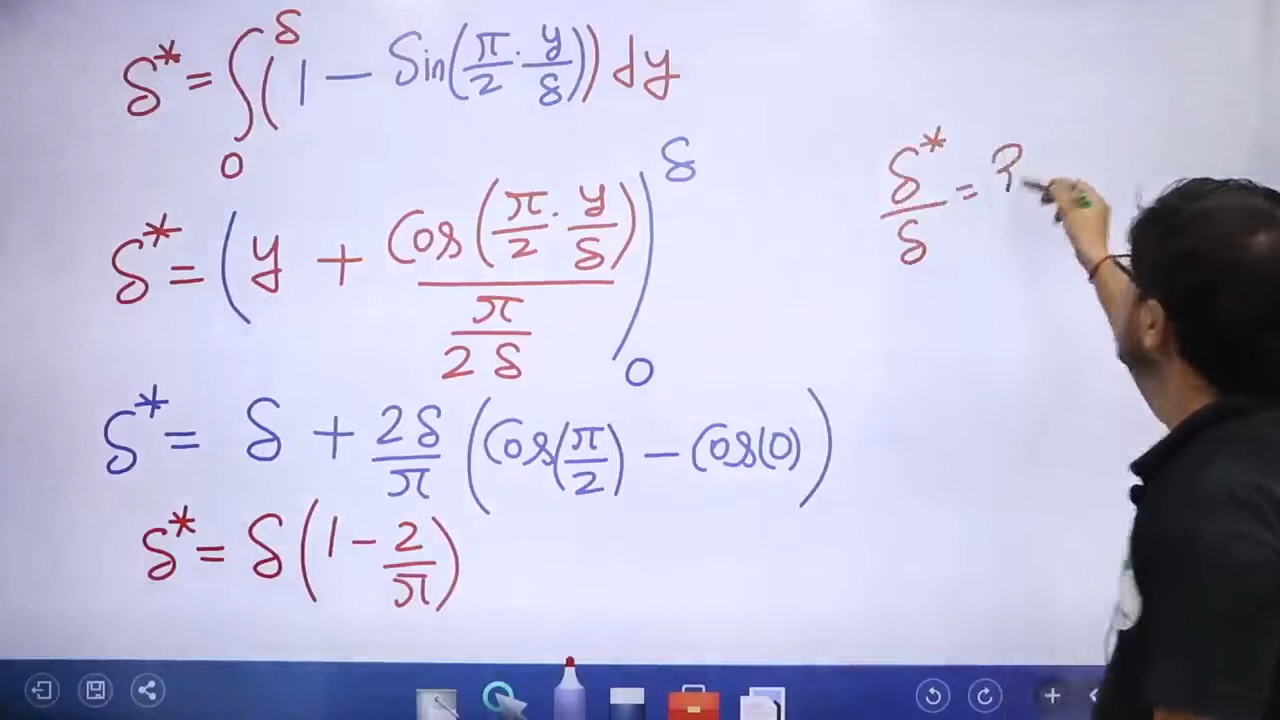 δ* = ∫₀^δ (1 − Sin(π/2 · y/δ)) dy
δ* = (y + Cos(π/2 · y/δ) / (π/2δ))₀^δ
δ* = δ + 2δ/π (Cos(π/2) − Cos(0))
δ* = δ(1 − 2/π)
δ*/δ = ?